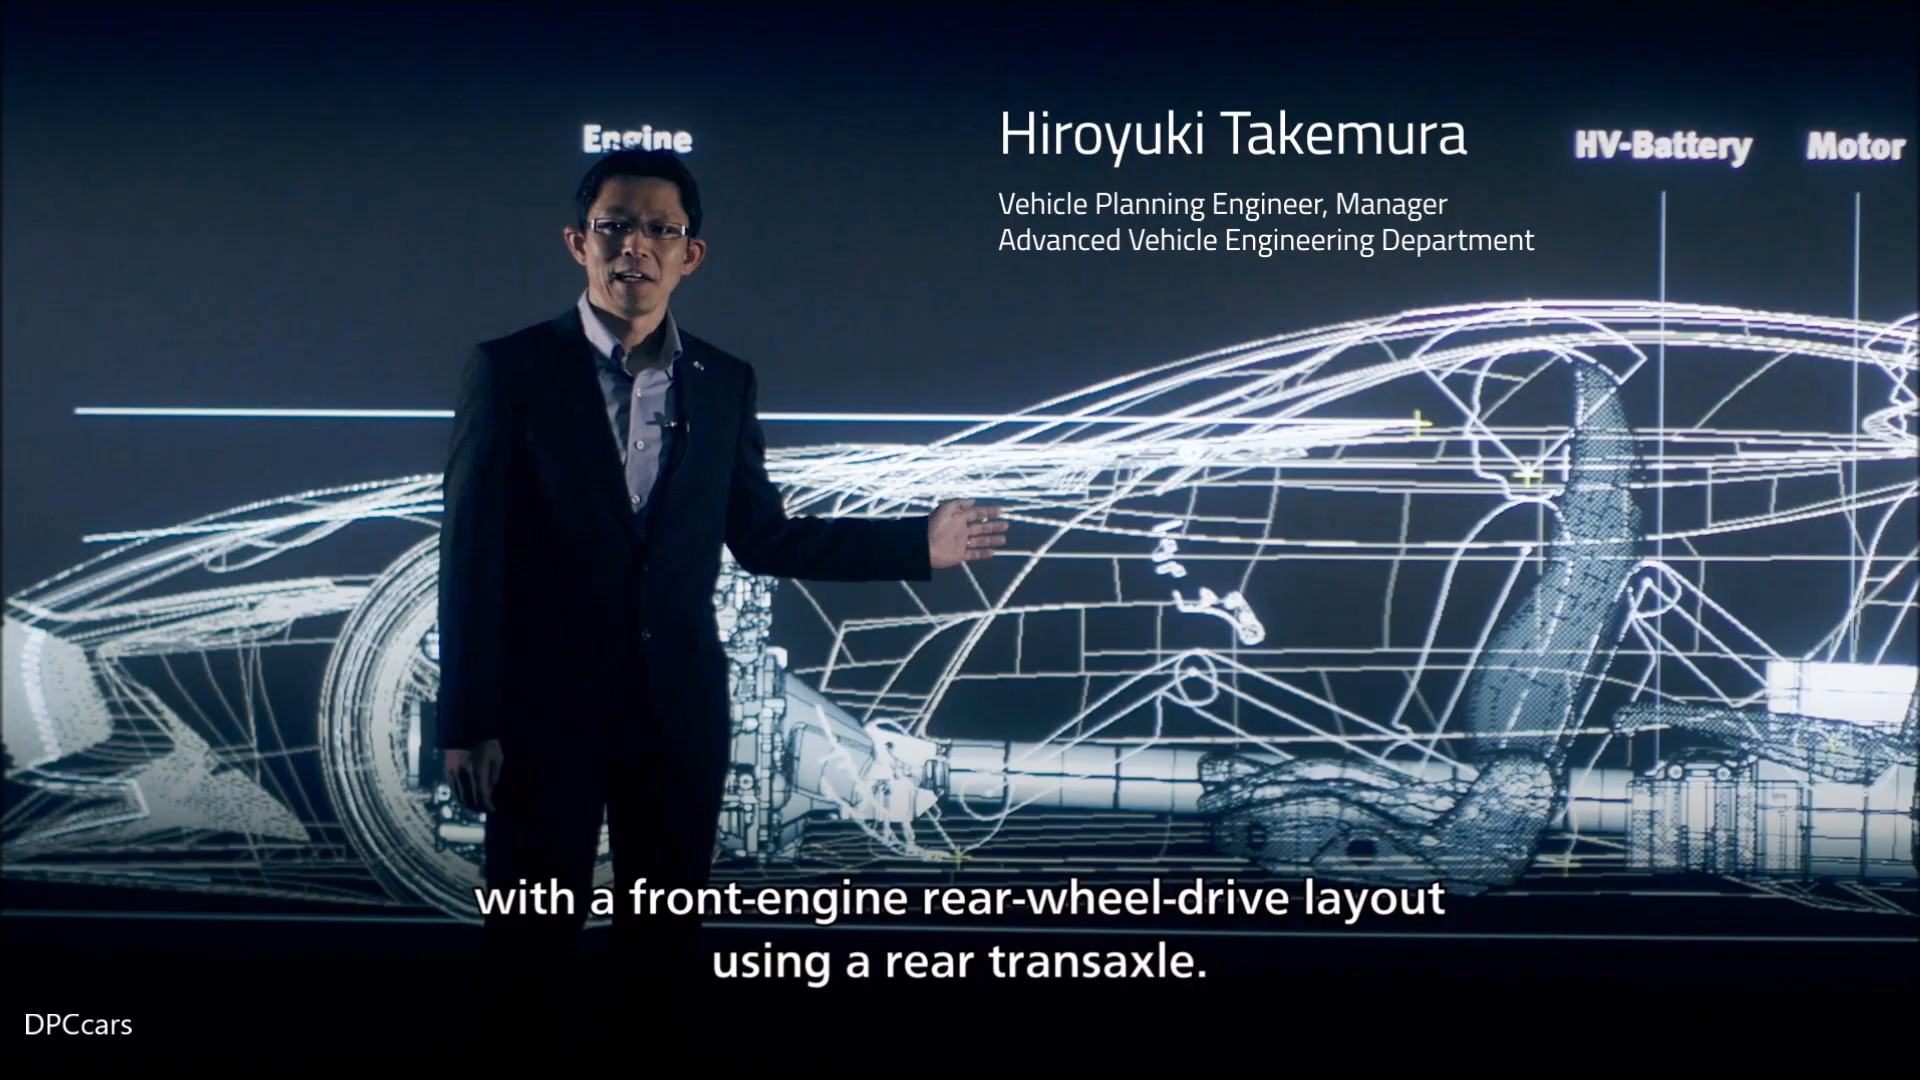 Engine
Hiroyuki Takemura
HV-Battery
Motor
Vehicle Planning Engineer, Manager
Advanced Vehicle Engineering Department
with a front-engine rear-wheel-drive layout
using a rear transaxle.
DPCcars